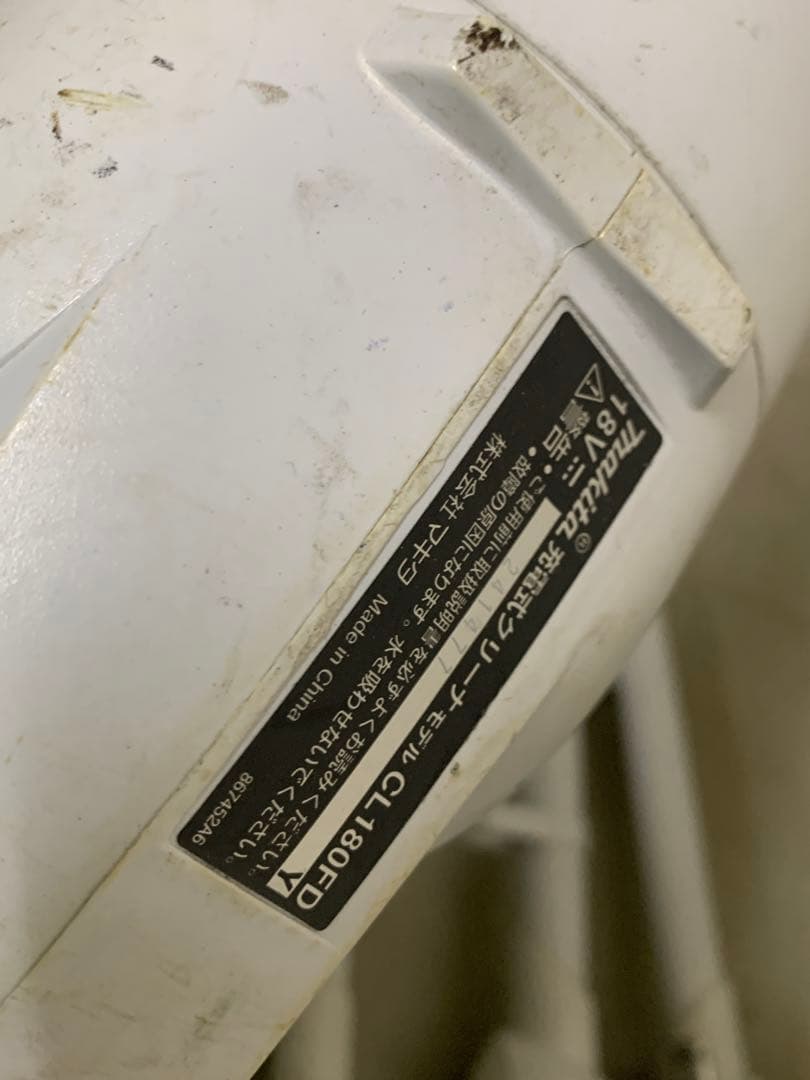 makita® 充電式クリーナ モデル CL180FD
18V⎓ 241477 Y
⚠警告 •ご使用前に取扱説明書を必ずよくお読みください。
•故障の原因になります。水を吸わせないでください。
株式会社 マキタ Made in China 867452A6